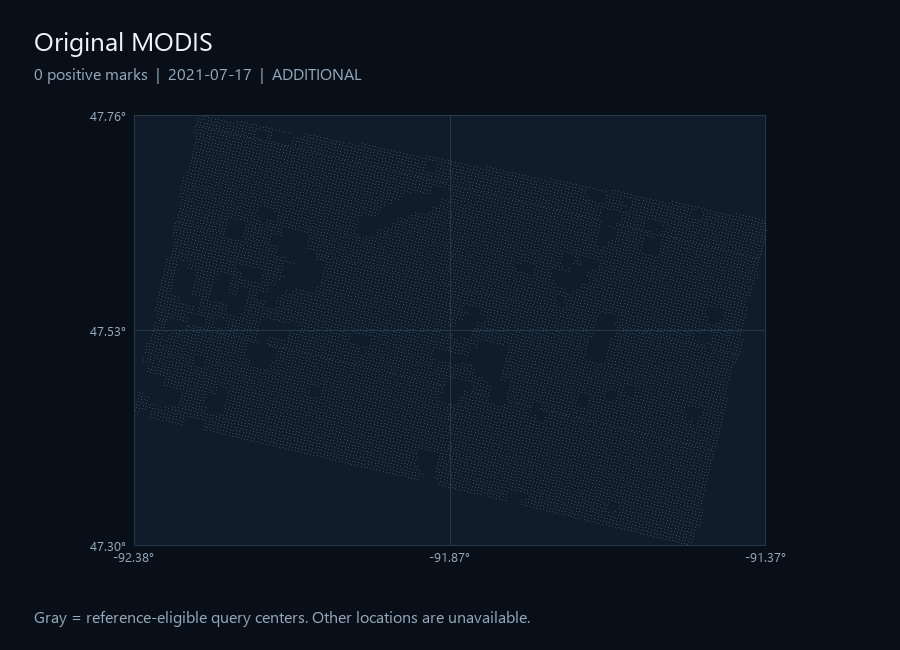 Original MODIS
0 positive marks | 2021-07-17 | ADDITIONAL
47.76°
47.53°
47.30°
-92.38°
-91.87°
-91.37°
Gray = reference-eligible query centers. Other locations are unavailable.